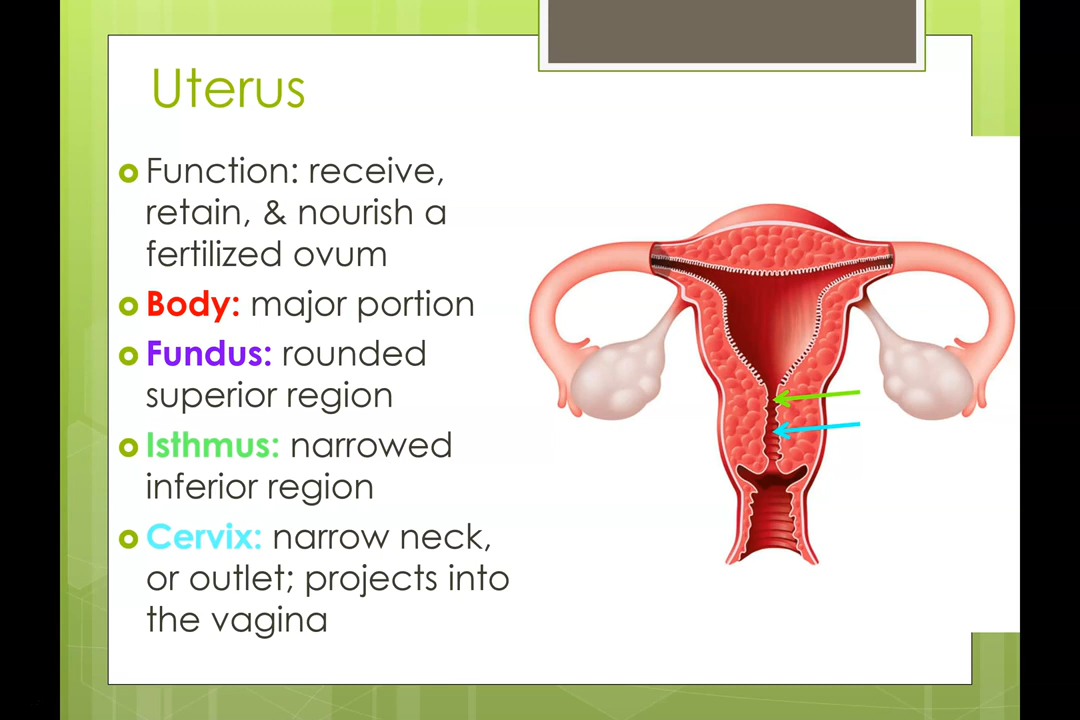 Uterus
Function: receive,
retain, & nourish a
fertilized ovum
Body: major portion
Fundus: rounded
superior region
Isthmus: narrowed
inferior region
Cervix: narrow neck,
or outlet; projects into
the vagina